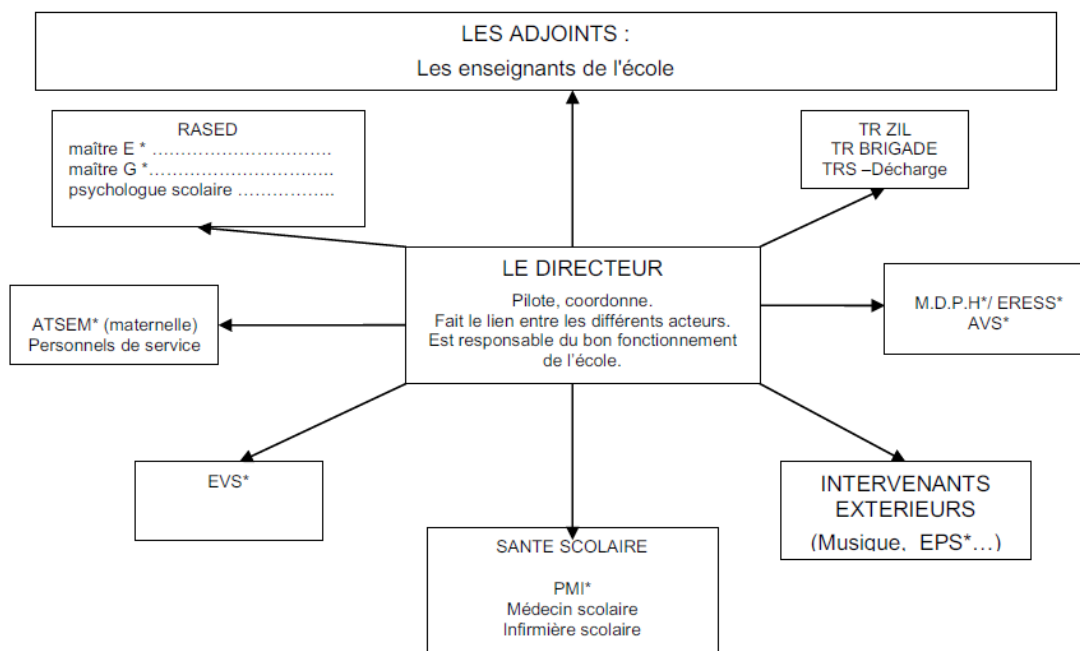 LES ADJOINTS :
Les enseignants de l'école
RASED
maître E * …………………………….
maître G *…………………………….
psychologue scolaire ……………..
TR ZIL
TR BRIGADE
TRS –Décharge
LE DIRECTEUR
Pilote, coordonne.
Fait le lien entre les différents acteurs.
Est responsable du bon fonctionnement
de l'école.
ATSEM* (maternelle)
Personnels de service
M.D.P.H*/ ERESS*
AVS*
EVS*
SANTE SCOLAIRE
PMI*
Médecin scolaire
Infirmière scolaire
INTERVENANTS
EXTERIEURS
(Musique, EPS*…)